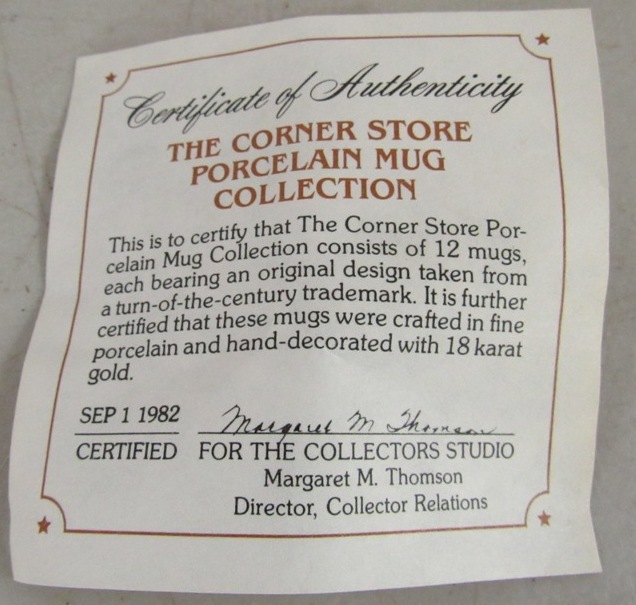 Certificate of Authenticity
THE CORNER STORE
PORCELAIN MUG
COLLECTION
This is to certify that The Corner Store Por-
celain Mug Collection consists of 12 mugs,
each bearing an original design taken from
a turn-of-the-century trademark. It is further
certified that these mugs were crafted in fine
porcelain and hand-decorated with 18 karat
gold.
SEP 1 1982 Margaret M Thomson
CERTIFIED FOR THE COLLECTORS STUDIO
Margaret M. Thomson
Director, Collector Relations